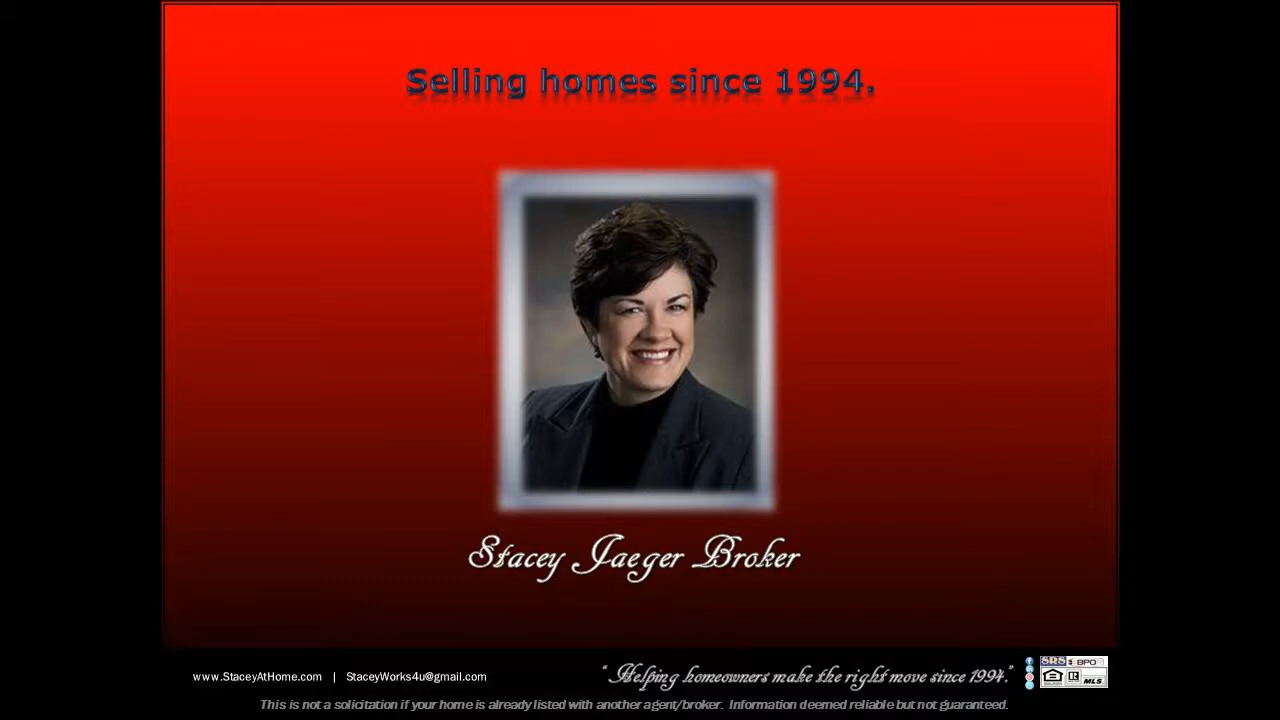 Selling homes since 1994.
Stacey Jaeger Broker
www.StaceyAtHome.com | StaceyWorks4u@gmail.com
“Helping homeowners make the right move since 1994.”
SRS BPO
R MLS
This is not a solicitation if your home is already listed with another agent/broker. Information deemed reliable but not guaranteed.